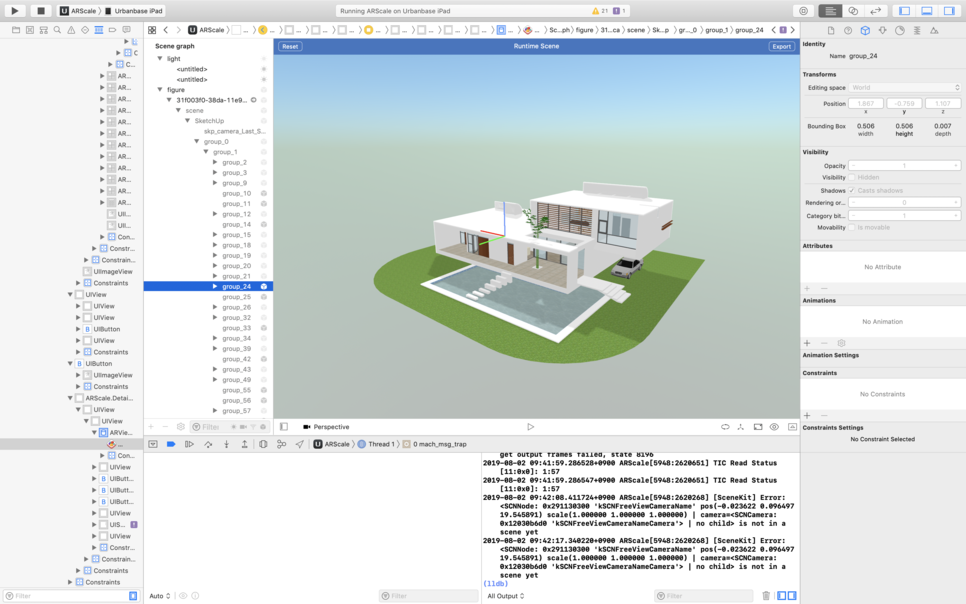 ARScale
Urbanbase iPad
Running ARScale on Urbanbase iPad
21
1
C...
AR...
AR...
AR...
AR...
AR...
AR...
AR...
AR...
AR...
AR...
AR...
AR...
UII...
UII...
Con...
Constr...
Constrain...
UIImageView
Constraints
UIView
UIView
UIView
B UIButton
UIView
Constraints
B UIButton
UIImageView
Constraints
ARScale.Detai...
UIView
UIView
ARVie...
...
Con...
UIView
B UIButt...
B UIButt...
B UIButt...
UIView
UIS...
UIView
Constr...
Constrain...
Constraints
Constraints
Filter
ARScale
Sc...ph
figure
31...ca
scene
Sk...p
gr..._0
group_1
group_24
Scene graph
light
<untitled>
<untitled>
figure
31f003f0-38da-11e9...
scene
SketchUp
skp_camera_Last_S...
group_0
group_1
group_2
group_3
group_9
group_10
group_11
group_12
group_14
group_15
group_18
group_19
group_20
group_21
group_24
group_25
group_26
group_32
group_33
group_34
group_39
group_42
group_43
group_49
group_55
group_56
group_57
Filter
Reset
Runtime Scene
Export
Perspective
ARScale
Thread 1
0 mach_msg_trap
get output frames failed, state 8196
2019-08-02 09:41:59.286528+0900 ARScale[5948:2620651] TIC Read Status
[11:0x0]: 1:57
2019-08-02 09:41:59.286547+0900 ARScale[5948:2620651] TIC Read Status
[11:0x0]: 1:57
2019-08-02 09:42:08.411724+0900 ARScale[5948:2620268] [SceneKit] Error:
<SCNNode: 0x291130300 'kSCNFreeViewCameraName' pos(-0.023622 0.096497
19.545891) scale(1.000000 1.000000 1.000000) | camera=<SCNCamera:
0x12030b6d0 'kSCNFreeViewCameraNameCamera'> | no child> is not in a
scene yet
2019-08-02 09:42:17.340220+0900 ARScale[5948:2620268] [SceneKit] Error:
<SCNNode: 0x291130300 'kSCNFreeViewCameraName' pos(-0.023622 0.096497
19.545891) scale(1.000000 1.000000 1.000000) | camera=<SCNCamera:
0x12030b6d0 'kSCNFreeViewCameraNameCamera'> | no child> is not in a
scene yet
(lldb)
Auto
Filter
All Output
Filter
Identity
Name group_24
Transforms
Editing space World
Position 1.867 -0.759 1.107
x y z
Bounding Box 0.506 0.506 0.007
width height depth
Visibility
Opacity 1
Visibility Hidden
Shadows Casts shadows
Rendering or... 0
Category bit... 1
Movability Is movable
Attributes
No Attribute
Animations
No Animation
Animation Settings
Constraints
No Constraints
Constraints Settings
No Constraint Selected